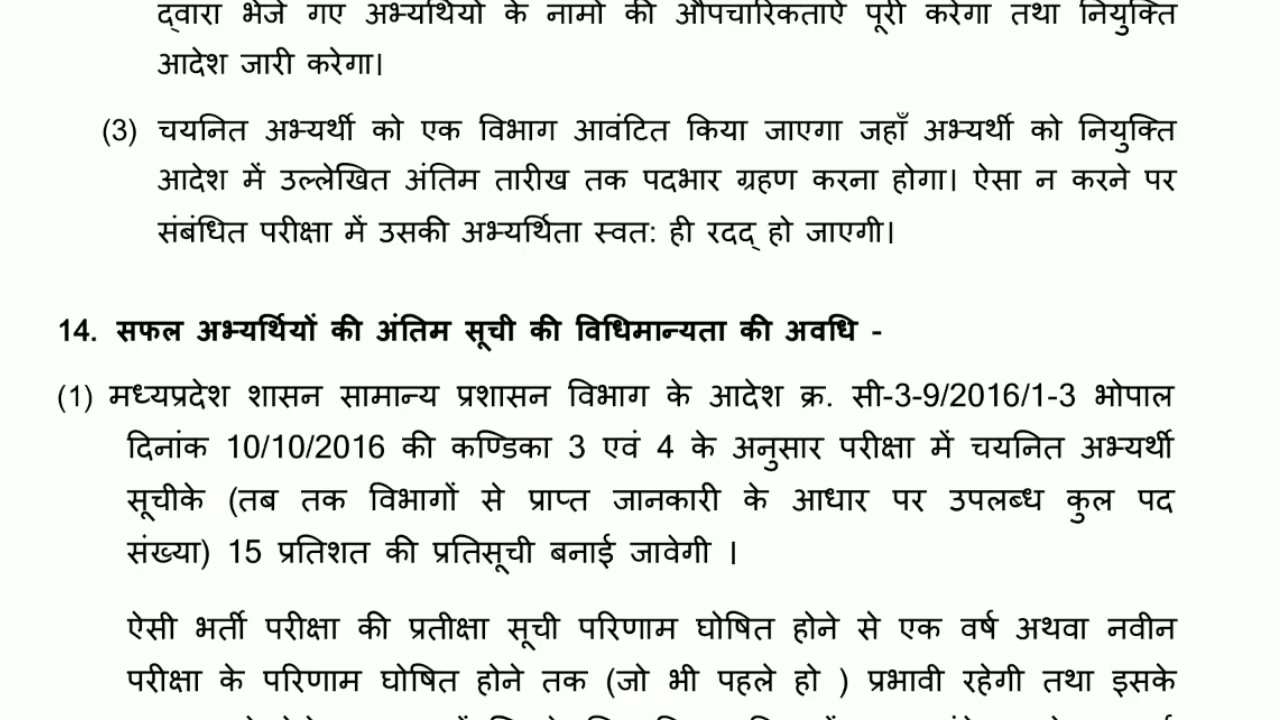 द्वारा भेजे गए अभ्यर्थियों के नामों की औपचारिकताऐं पूरी करेगा तथा नियुक्ति
आदेश जारी करेगा।
(3) चयनित अभ्यर्थी को एक विभाग आवंटित किया जाएगा जहाँ अभ्यर्थी को नियुक्ति
आदेश में उल्लेखित अंतिम तारीख तक पदभार ग्रहण करना होगा। ऐसा न करने पर
संबंधित परीक्षा में उसकी अभ्यर्थिता स्वत: ही रदद् हो जाएगी।
14. सफल अभ्यर्थियों की अंतिम सूची की विधिमान्यता की अवधि -
(1) मध्यप्रदेश शासन सामान्य प्रशासन विभाग के आदेश क्र. सी-3-9/2016/1-3 भोपाल
दिनांक 10/10/2016 की कण्डिका 3 एवं 4 के अनुसार परीक्षा में चयनित अभ्यर्थी
सूचीके (तब तक विभागों से प्राप्त जानकारी के आधार पर उपलब्ध कुल पद
संख्या) 15 प्रतिशत की प्रतिसूची बनाई जावेगी ।
ऐसी भर्ती परीक्षा की प्रतीक्षा सूची परिणाम घोषित होने से एक वर्ष अथवा नवीन
परीक्षा के परिणाम घोषित होने तक (जो भी पहले हो ) प्रभावी रहेगी तथा इसके